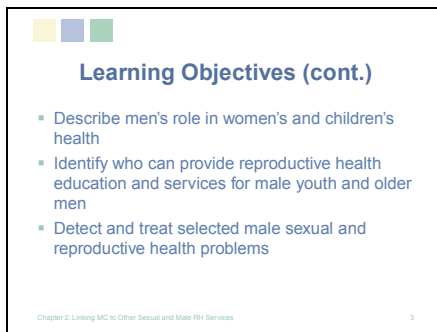 Learning Objectives (cont.)
▪ Describe men's role in women's and children's
health
▪ Identify who can provide reproductive health
education and services for male youth and older
men
▪ Detect and treat selected male sexual and
reproductive health problems
Chapter 2: Linking MC to Other Sexual and Male RH Services 3